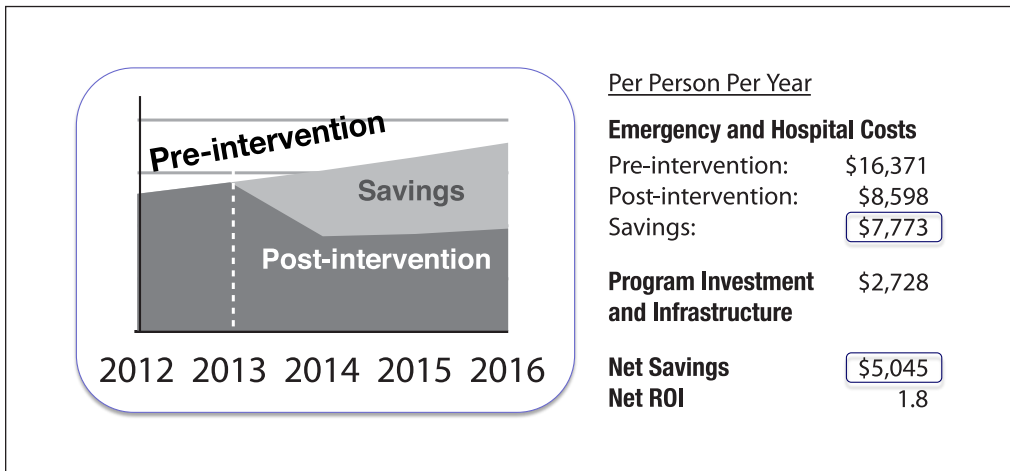 Pre-intervention
Savings
Post-intervention
2012 2013 2014 2015 2016
Per Person Per Year
Emergency and Hospital Costs
Pre-intervention: $16,371
Post-intervention: $8,598
Savings: $7,773
Program Investment $2,728
and Infrastructure
Net Savings $5,045
Net ROI 1.8